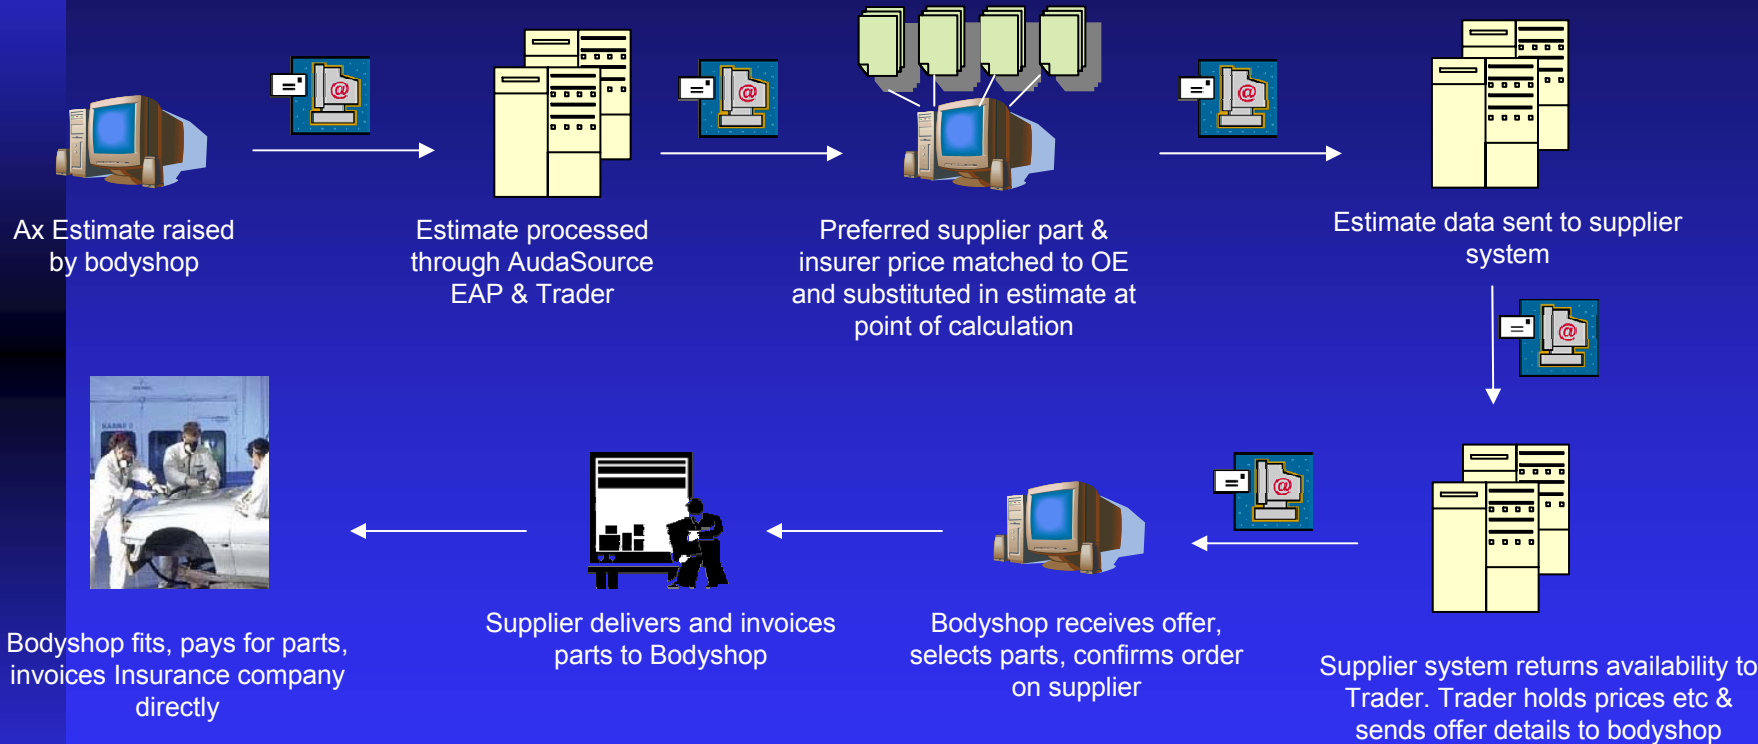 Ax Estimate raised
by bodyshop
Estimate processed
through AudaSource
EAP & Trader
Preferred supplier part &
insurer price matched to OE
and substituted in estimate at
point of calculation
Estimate data sent to supplier
system
Supplier system returns availability to
Trader. Trader holds prices etc &
sends offer details to bodyshop
Bodyshop receives offer,
selects parts, confirms order
on supplier
Supplier delivers and invoices
parts to Bodyshop
Bodyshop fits, pays for parts,
invoices Insurance company
directly
@
@
@
@
@